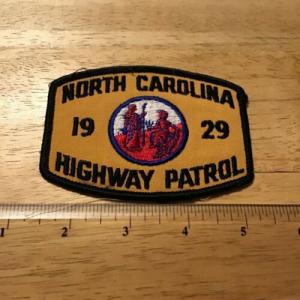 NORTH CAROLINA
19 29
HIGHWAY PATROL
1 2 3 4 5